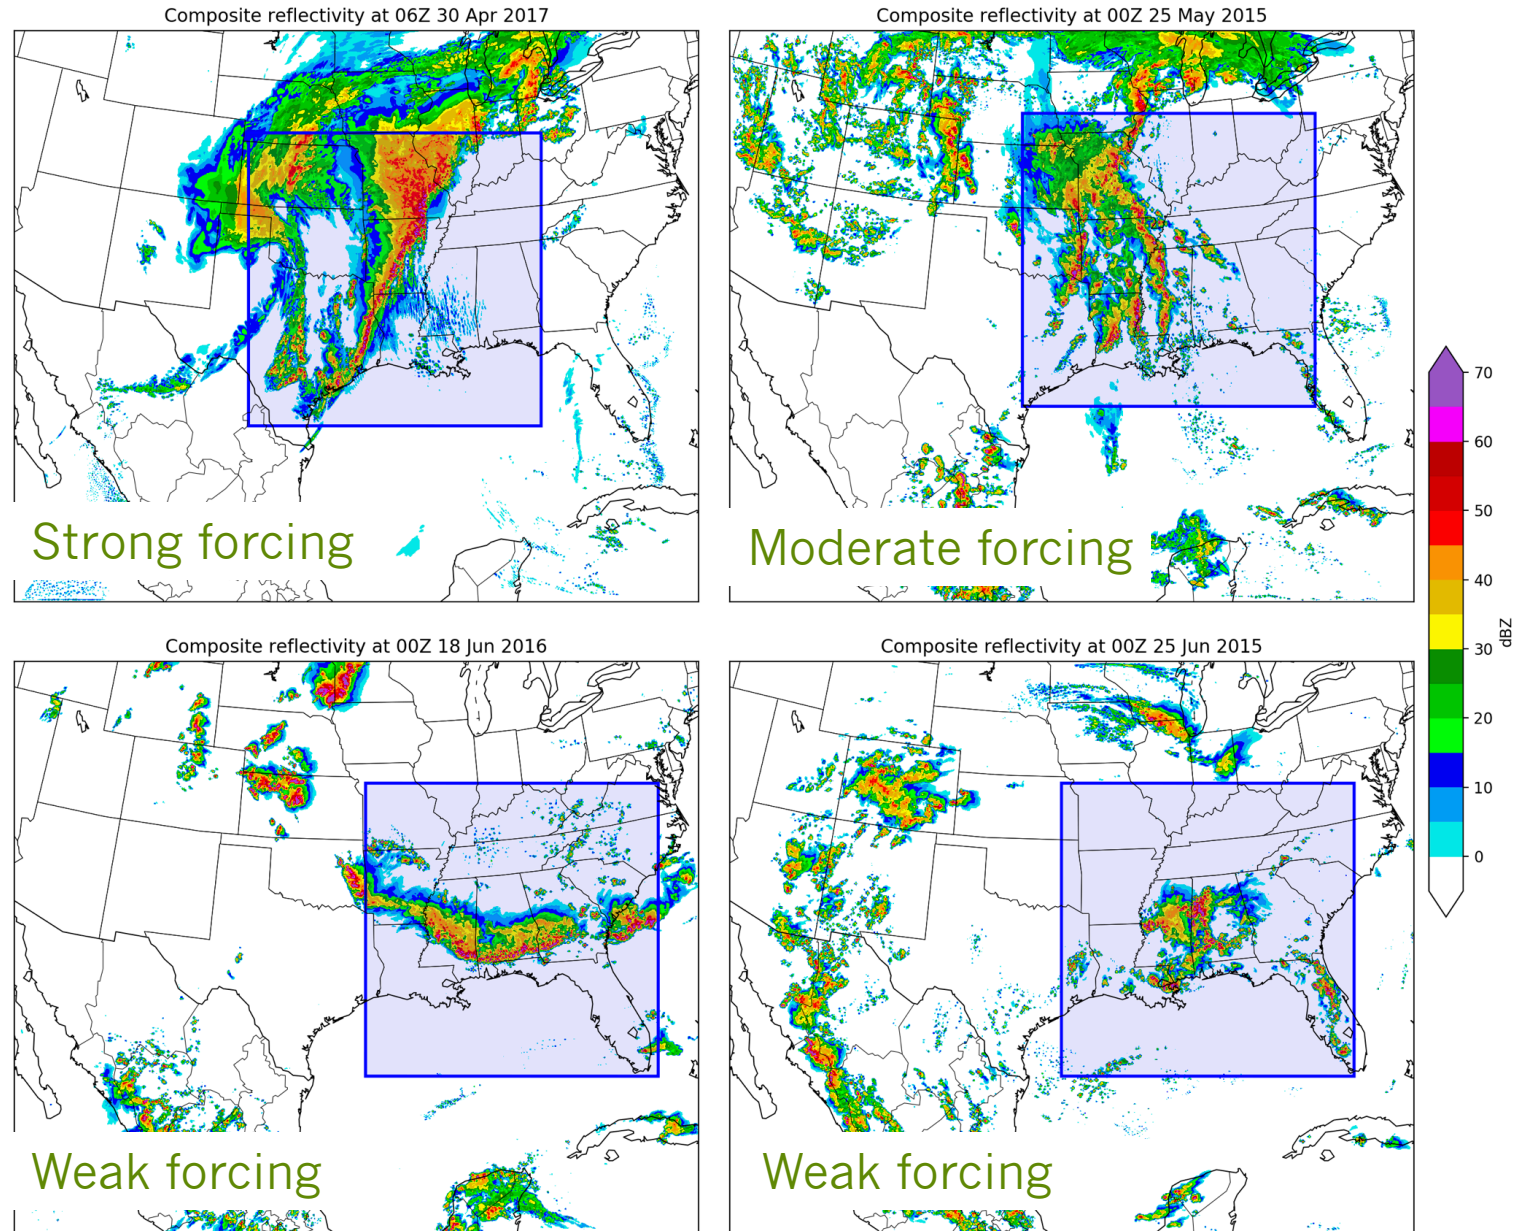 Composite reflectivity at 06Z 30 Apr 2017
Composite reflectivity at 00Z 25 May 2015
Strong forcing
Moderate forcing
70
60
50
40
30
20
10
0
dBZ
Composite reflectivity at 00Z 18 Jun 2016
Composite reflectivity at 00Z 25 Jun 2015
Weak forcing
Weak forcing